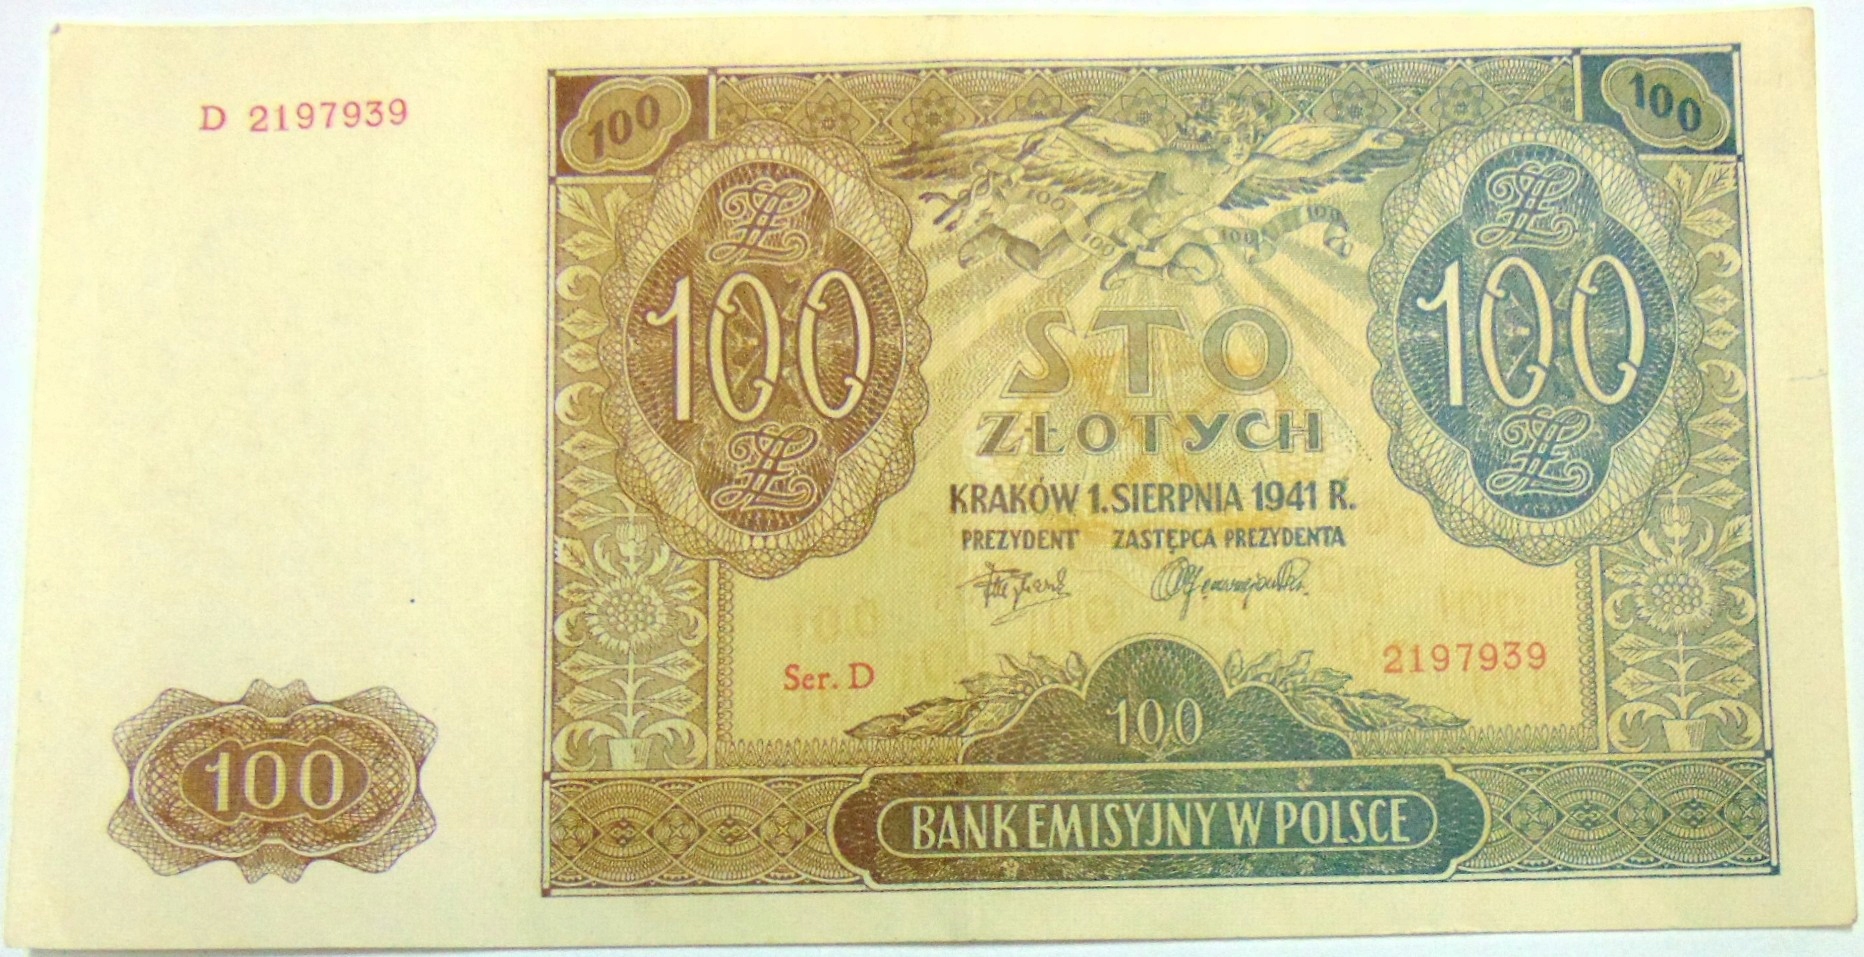 D 2197939
100
100
100
100
STO
ZŁOTYCH
KRAKÓW 1. SIERPNIA 1941 R.
PREZYDENT ZASTĘPCA PREZYDENTA
Ser. D
2197939
100
100
BANK EMISYJNY W POLSCE